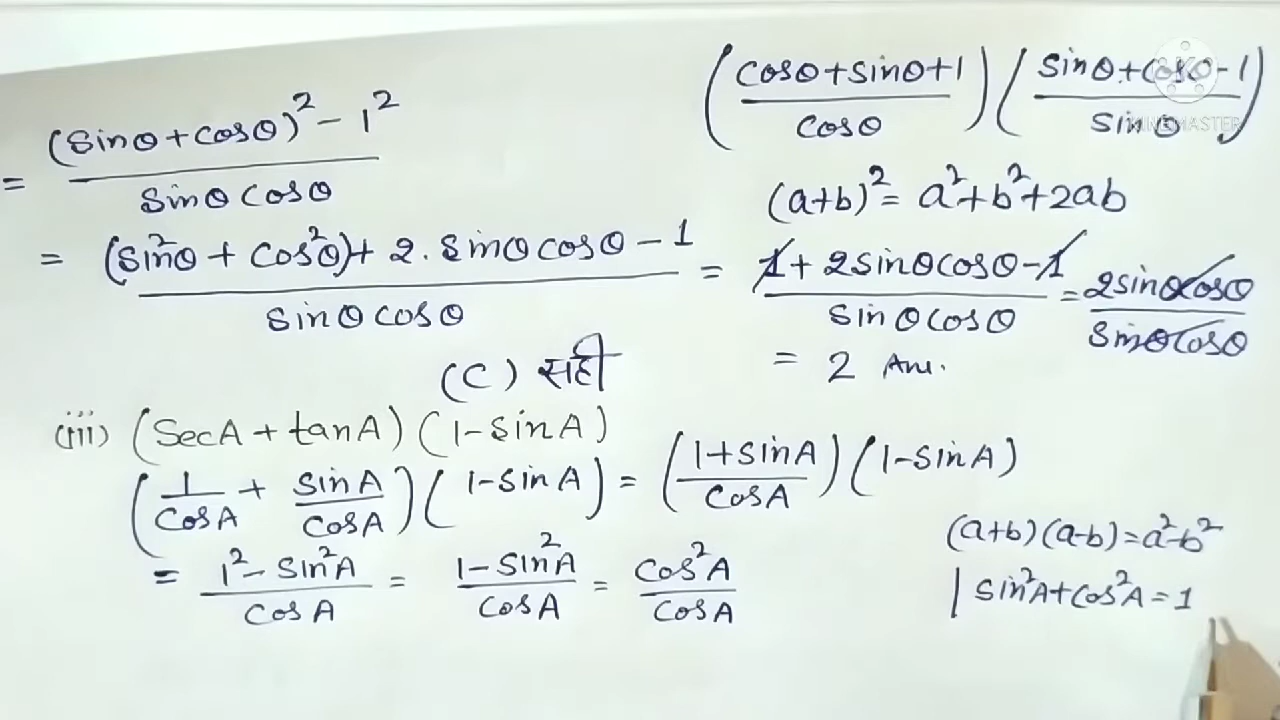 (cosθ+sinθ+1 / cosθ) (sinθ+cosθ-1 / sinθ)
= (sinθ+cosθ)² - 1² / sinθ cosθ
(a+b)² = a²+b²+2ab
= (sin²θ + cos²θ) + 2. sinθ cosθ - 1 / sinθ cosθ = 1 + 2sinθcosθ - 1 / sinθ cosθ = 2sinθcosθ / sinθcosθ
= 2 Ans.
(C) सही
(iii) (SecA + tanA) (1-sinA)
(1/cosA + sinA/cosA) (1-sinA) = (1+sinA / cosA) (1-sinA)
(a+b)(a-b)=a²-b²
= 1² - sin²A / cosA = 1-sin²A / cosA = cos²A / cosA
| sin²A+cos²A = 1